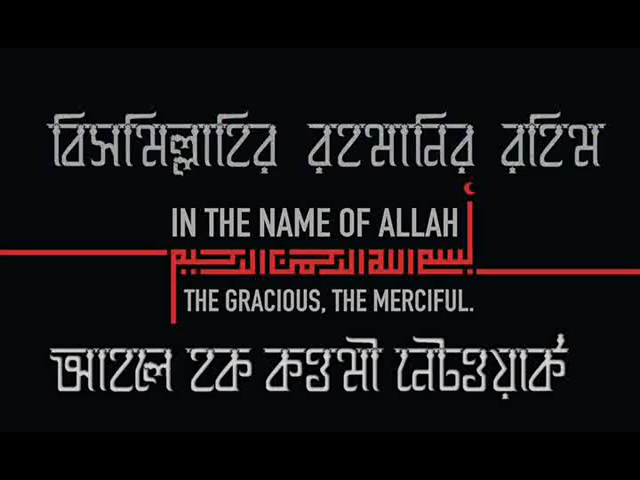 বিসমিল্লাহির রহমানির রহিম
IN THE NAME OF ALLAH
بسم الله الرحمن الرحيم
THE GRACIOUS, THE MERCIFUL.
আহলে হক কওমী নেটওয়ার্ক